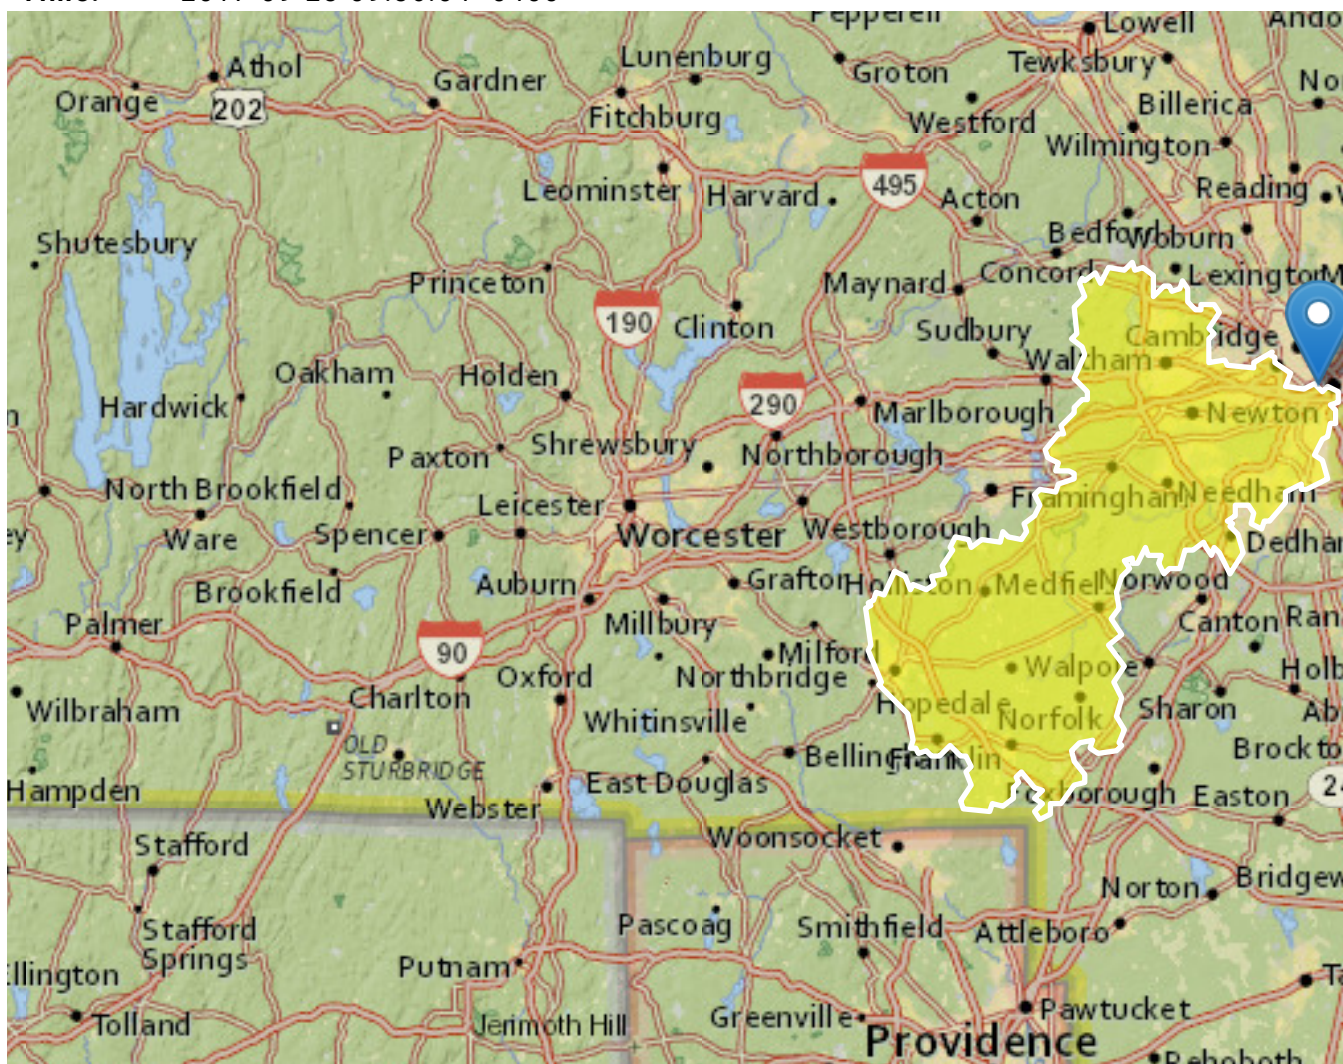 Pepperell
Lowell
Athol
Lunenburg
Tewksbury
Groton
Gardner
Orange
202
Fitchburg
Billerica
Westford
Wilmington
Leominster
Harvard
495
Acton
Reading
Shutesbury
Bedford
Woburn
Princeton
Maynard
Concord
Lexington
190
Clinton
Sudbury
Cambridge
Oakham
Holden
Waltham
Hardwick
290
Marlborough
Newton
Paxton
Shrewsbury
Northborough
North Brookfield
Leicester
Framingham
Needham
Ware
Spencer
Worcester
Westborough
Brookfield
Auburn
Grafton
Medfield
Norwood
Palmer
Millbury
Canton
90
Milford
Walpole
Oxford
Northbridge
Charlton
Hopedale
Wilbraham
Whitinsville
Norfolk
Sharon
OLD
STURBRIDGE
Franklin
Hampden
East Douglas
Webster
Foxborough
Easton
Stafford
Woonsocket
Norton
Stafford
Springs
Pascoag
Smithfield
Attleboro
Putnam
Tolland
Jerimoth Hill
Greenville
Pawtucket
Providence
Rehoboth